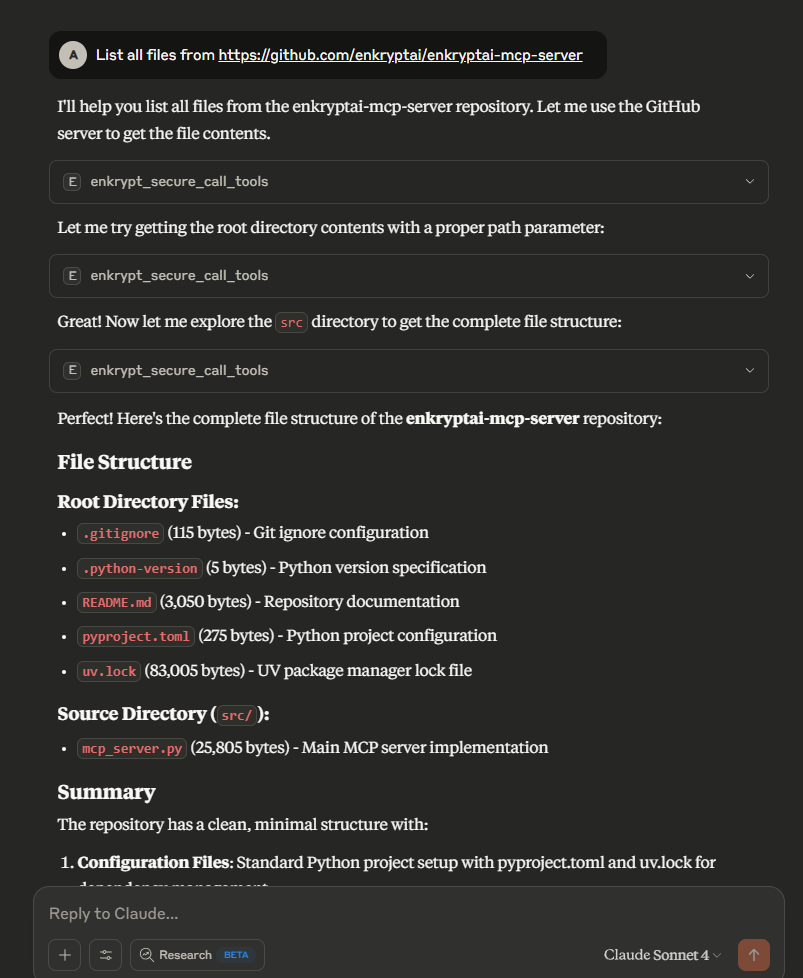 A List all files from https://github.com/enkryptai/enkryptai-mcp-server
I'll help you list all files from the enkryptai-mcp-server repository. Let me use the GitHub
server to get the file contents.
E enkrypt_secure_call_tools
Let me try getting the root directory contents with a proper path parameter:
E enkrypt_secure_call_tools
Great! Now let me explore the src directory to get the complete file structure:
E enkrypt_secure_call_tools
Perfect! Here's the complete file structure of the enkryptai-mcp-server repository:
File Structure
Root Directory Files:
• .gitignore (115 bytes) - Git ignore configuration
• .python-version (5 bytes) - Python version specification
• README.md (3,050 bytes) - Repository documentation
• pyproject.toml (275 bytes) - Python project configuration
• uv.lock (83,005 bytes) - UV package manager lock file
Source Directory (src/):
• mcp_server.py (25,805 bytes) - Main MCP server implementation
Summary
The repository has a clean, minimal structure with:
1. Configuration Files: Standard Python project setup with pyproject.toml and uv.lock for
Reply to Claude...
Research BETA
Claude Sonnet 4